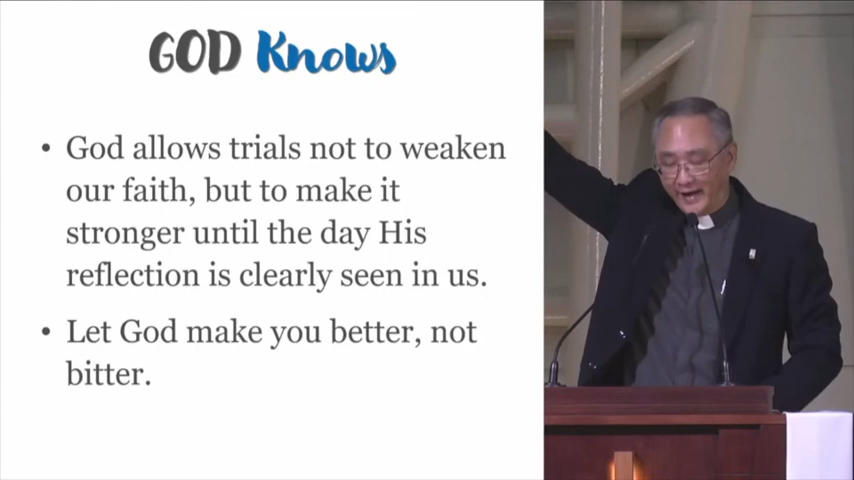 GOD Knows
• God allows trials not to weaken
our faith, but to make it
stronger until the day His
reflection is clearly seen in us.
• Let God make you better, not
bitter.